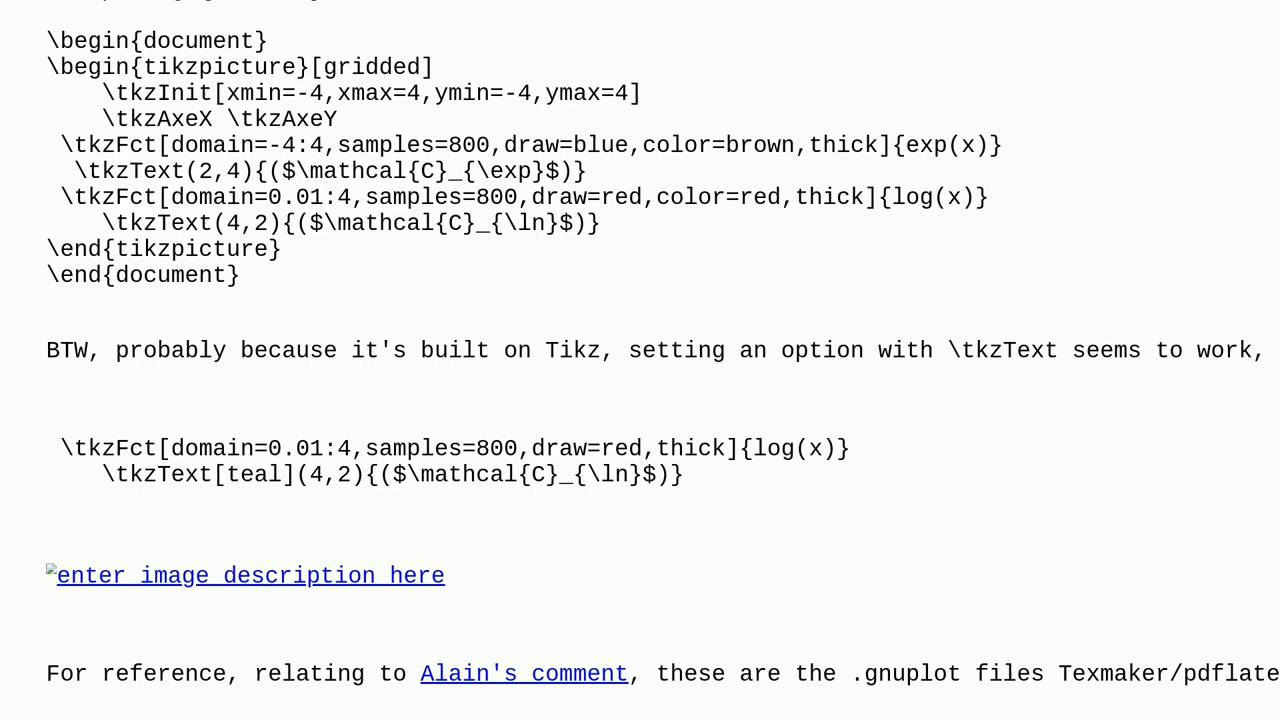 \begin{document}
\begin{tikzpicture}[gridded]
    \tkzInit[xmin=-4,xmax=4,ymin=-4,ymax=4]
    \tkzAxeX \tkzAxeY
 \tkzFct[domain=-4:4,samples=800,draw=blue,color=brown,thick]{exp(x)}
  \tkzText(2,4){($\mathcal{C}_{\exp}$)}
 \tkzFct[domain=0.01:4,samples=800,draw=red,color=red,thick]{log(x)}
    \tkzText(4,2){($\mathcal{C}_{\ln}$)}
\end{tikzpicture}
\end{document}
BTW, probably because it's built on Tikz, setting an option with \tkzText seems to work,
 \tkzFct[domain=0.01:4,samples=800,draw=red,thick]{log(x)}
    \tkzText[teal](4,2){($\mathcal{C}_{\ln}$)}
enter image description here
For reference, relating to Alain's comment, these are the .gnuplot files Texmaker/pdflate